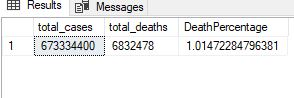 Results Messages
total_cases total_deaths DeathPercentage
1 673334400 6832478 1.01472284796381